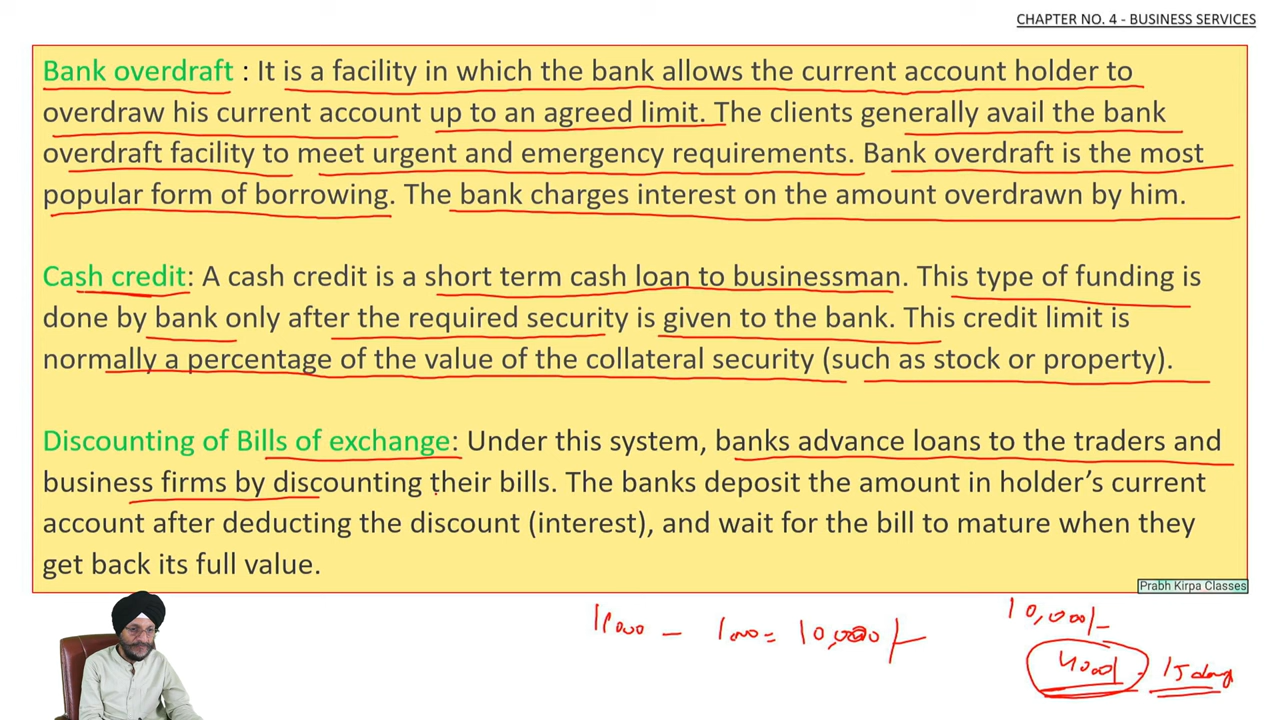 CHAPTER NO. 4 - BUSINESS SERVICES
Bank overdraft : It is a facility in which the bank allows the current account holder to
overdraw his current account up to an agreed limit. The clients generally avail the bank
overdraft facility to meet urgent and emergency requirements. Bank overdraft is the most
popular form of borrowing. The bank charges interest on the amount overdrawn by him.
Cash credit: A cash credit is a short term cash loan to businessman. This type of funding is
done by bank only after the required security is given to the bank. This credit limit is
normally a percentage of the value of the collateral security (such as stock or property).
Discounting of Bills of exchange: Under this system, banks advance loans to the traders and
business firms by discounting their bills. The banks deposit the amount in holder's current
account after deducting the discount (interest), and wait for the bill to mature when they
get back its full value.
Prabh Kirpa Classes
11000 - 1000 = 10,000/-
10,000/-
4000/- 15 days